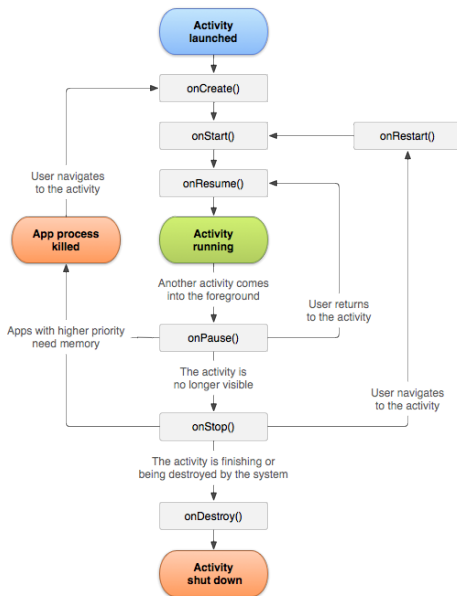 Activity
launched
onCreate()
onStart()
onRestart()
User navigates
to the activity
onResume()
App process
killed
Activity
running
Another activity comes
into the foreground
User returns
to the activity
Apps with higher priority
need memory
onPause()
The activity is
no longer visible
User navigates
to the activity
onStop()
The activity is finishing or
being destroyed by the system
onDestroy()
Activity
shut down